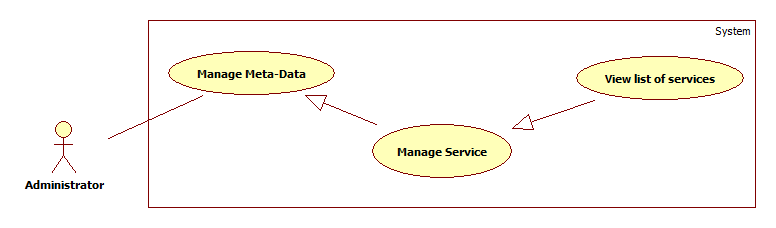 System
Manage Meta-Data
View list of services
Manage Service
Administrator